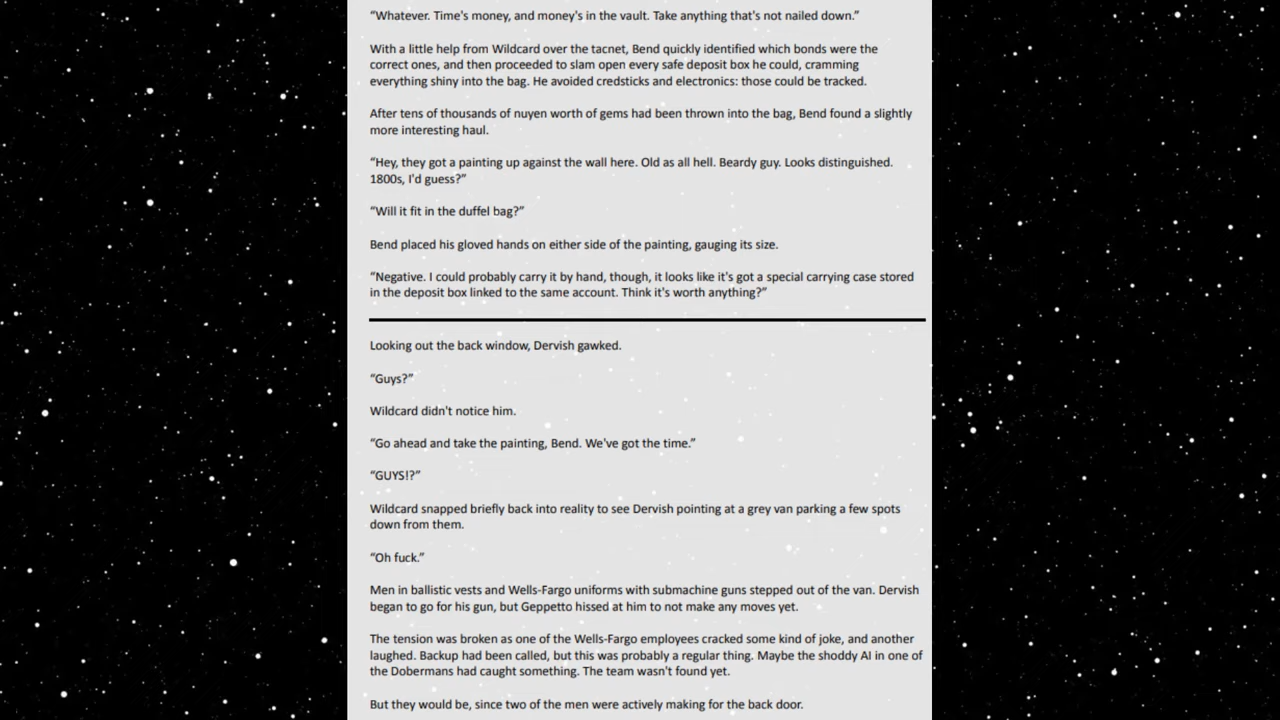 “Whatever. Time's money, and money's in the vault. Take anything that's not nailed down.”
With a little help from Wildcard over the tacnet, Bend quickly identified which bonds were the
correct ones, and then proceeded to slam open every safe deposit box he could, cramming
everything shiny into the bag. He avoided credsticks and electronics: those could be tracked.
After tens of thousands of nuyen worth of gems had been thrown into the bag, Bend found a slightly
more interesting haul.
“Hey, they got a painting up against the wall here. Old as all hell. Beardy guy. Looks distinguished.
1800s, I'd guess?”
“Will it fit in the duffel bag?”
Bend placed his gloved hands on either side of the painting, gauging its size.
“Negative. I could probably carry it by hand, though, it looks like it's got a special carrying case stored
in the deposit box linked to the same account. Think it's worth anything?”
Looking out the back window, Dervish gawked.
“Guys?”
Wildcard didn't notice him.
“Go ahead and take the painting, Bend. We've got the time.”
“GUYS!?”
Wildcard snapped briefly back into reality to see Dervish pointing at a grey van parking a few spots
down from them.
“Oh fuck.”
Men in ballistic vests and Wells-Fargo uniforms with submachine guns stepped out of the van. Dervish
began to go for his gun, but Geppetto hissed at him to not make any moves yet.
The tension was broken as one of the Wells-Fargo employees cracked some kind of joke, and another
laughed. Backup had been called, but this was probably a regular thing. Maybe the shoddy AI in one of
the Dobermans had caught something. The team wasn't found yet.
But they would be, since two of the men were actively making for the back door.